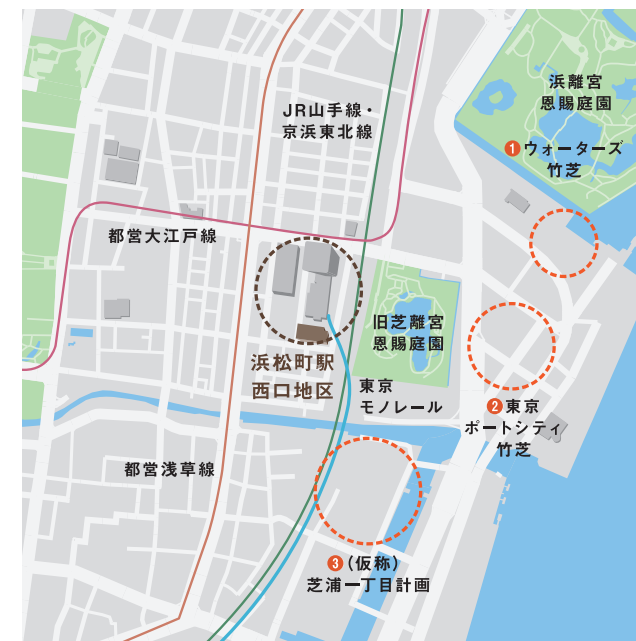 浜離宮
恩賜庭園
JR山手線・
京浜東北線
1ウォーターズ
竹芝
都営大江戸線
旧芝離宮
恩賜庭園
浜松町駅
西口地区
東京
モノレール
2東京
ポートシティ
竹芝
都営浅草線
3(仮称)
芝浦一丁目計画